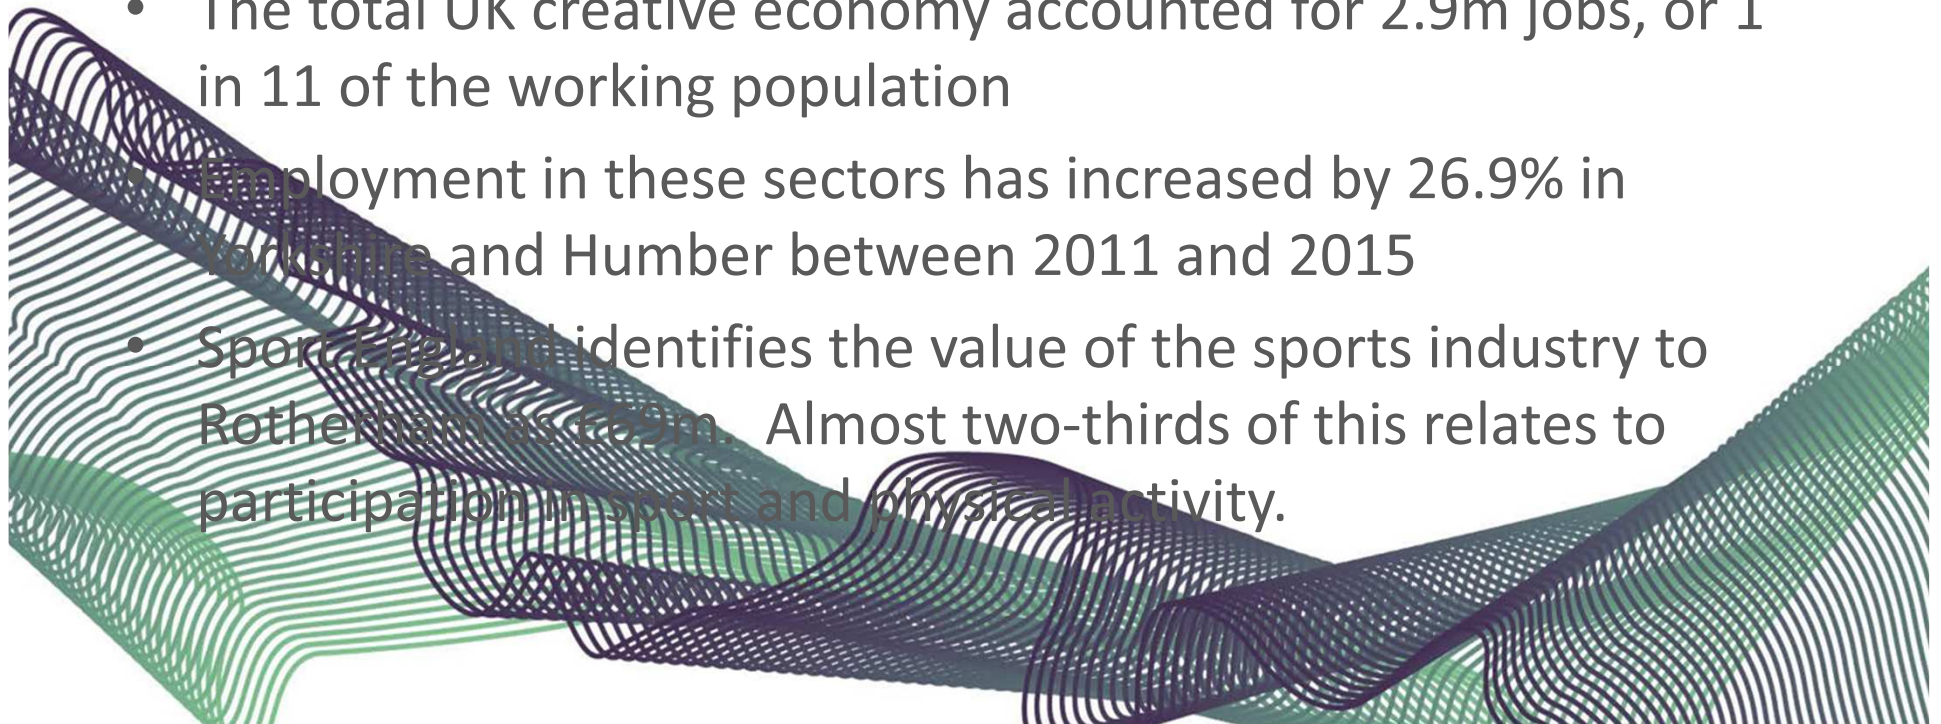 • The total UK creative economy accounted for 2.9m jobs, or 1
in 11 of the working population
• Employment in these sectors has increased by 26.9% in
Yorkshire and Humber between 2011 and 2015
• Sport England identifies the value of the sports industry to
Rotherham as £69m.  Almost two-thirds of this relates to
participation in sport and physical activity.